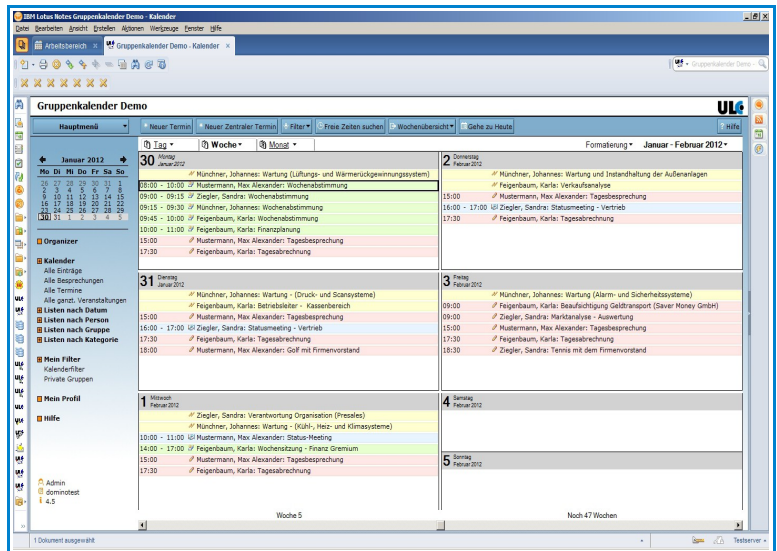 IBM Lotus Notes Gruppenkalender Demo - Kalender
Datei Bearbeiten Ansicht Erstellen Aktionen Werkzeuge Fenster Hilfe
Arbeitsbereich × Gruppenkalender Demo - Kalender ×
Gruppenkalender Demo -
Gruppenkalender Demo
ULC
Hauptmenü Neuer Termin Neuer Zentraler Termin Filter Freie Zeiten suchen Wochenübersicht Gehe zu Heute Hilfe
Tag Woche Monat Formatierung Januar - Februar 2012
Januar 2012
Mo Di Mi Do Fr Sa So
26 27 28 29 30 31 1
2 3 4 5 6 7 8
9 10 11 12 13 14 15
16 17 18 19 20 21 22
23 24 25 26 27 28 29
30 31 1 2 3 4 5
Organizer
Kalender
Alle Einträge
Alle Besprechungen
Alle Termine
Alle ganzt. Veranstaltungen
Listen nach Datum
Listen nach Person
Listen nach Gruppe
Listen nach Kategorie
Mein Filter
Kalenderfilter
Private Gruppen
Mein Profil
Hilfe
Admin
dominotest
4.5
30 Montag
Januar 2012
Münchner, Johannes: Wartung (Lüftungs- und Wärmerückgewinnungssystem)
08:00 - 10:00 Mustermann, Max Alexander: Wochenabstimmung
09:00 - 09:15 Ziegler, Sandra: Wochenabstimmung
09:15 - 09:30 Münchner, Johannes: Wochenabstimmung
09:45 - 10:00 Feigenbaum, Karla: Wochenabstimmung
10:00 - 11:00 Feigenbaum, Karla: Finanzplanung
15:00 Mustermann, Max Alexander: Tagesbesprechung
17:30 Feigenbaum, Karla: Tagesabrechnung
31 Dienstag
Januar 2012
Münchner, Johannes: Wartung - (Druck- und Scansysteme)
Feigenbaum, Karla: Betriebsleiter - Kassenbereich
15:00 Mustermann, Max Alexander: Tagesbesprechung
16:00 - 17:00 Ziegler, Sandra: Statusmeeting - Vertrieb
17:30 Feigenbaum, Karla: Tagesabrechnung
18:00 Mustermann, Max Alexander: Golf mit Firmenvorstand
1 Mittwoch
Februar 2012
Ziegler, Sandra: Verantwortung Organisation (Presales)
Münchner, Johannes: Wartung - (Kühl-, Heiz- und Klimasysteme)
10:00 - 11:00 Mustermann, Max Alexander: Status-Meeting
14:00 - 17:00 Feigenbaum, Karla: Wochensitzung - Finanz Gremium
15:00 Mustermann, Max Alexander: Tagesbesprechung
17:30 Feigenbaum, Karla: Tagesabrechnung
2 Donnerstag
Februar 2012
Münchner, Johannes: Wartung und Instandhaltung der Außenanlagen
Feigenbaum, Karla: Verkaufsanalyse
15:00 Mustermann, Max Alexander: Tagesbesprechung
16:00 - 17:00 Ziegler, Sandra: Statusmeeting - Vertrieb
17:30 Feigenbaum, Karla: Tagesabrechnung
3 Freitag
Februar 2012
Münchner, Johannes: Wartung (Alarm- und Sicherheitssysteme)
09:00 Feigenbaum, Karla: Beaufsichtigung Geldtransport (Saver Money GmbH)
09:00 Ziegler, Sandra: Marktanalyse - Auswertung
15:00 Mustermann, Max Alexander: Tagesbesprechung
17:30 Feigenbaum, Karla: Tagesabrechnung
18:30 Ziegler, Sandra: Tennis mit dem Firmenvorstand
4 Samstag
Februar 2012
5 Sonntag
Februar 2012
Woche 5 Noch 47 Wochen
1 Dokument ausgewählt Testserver